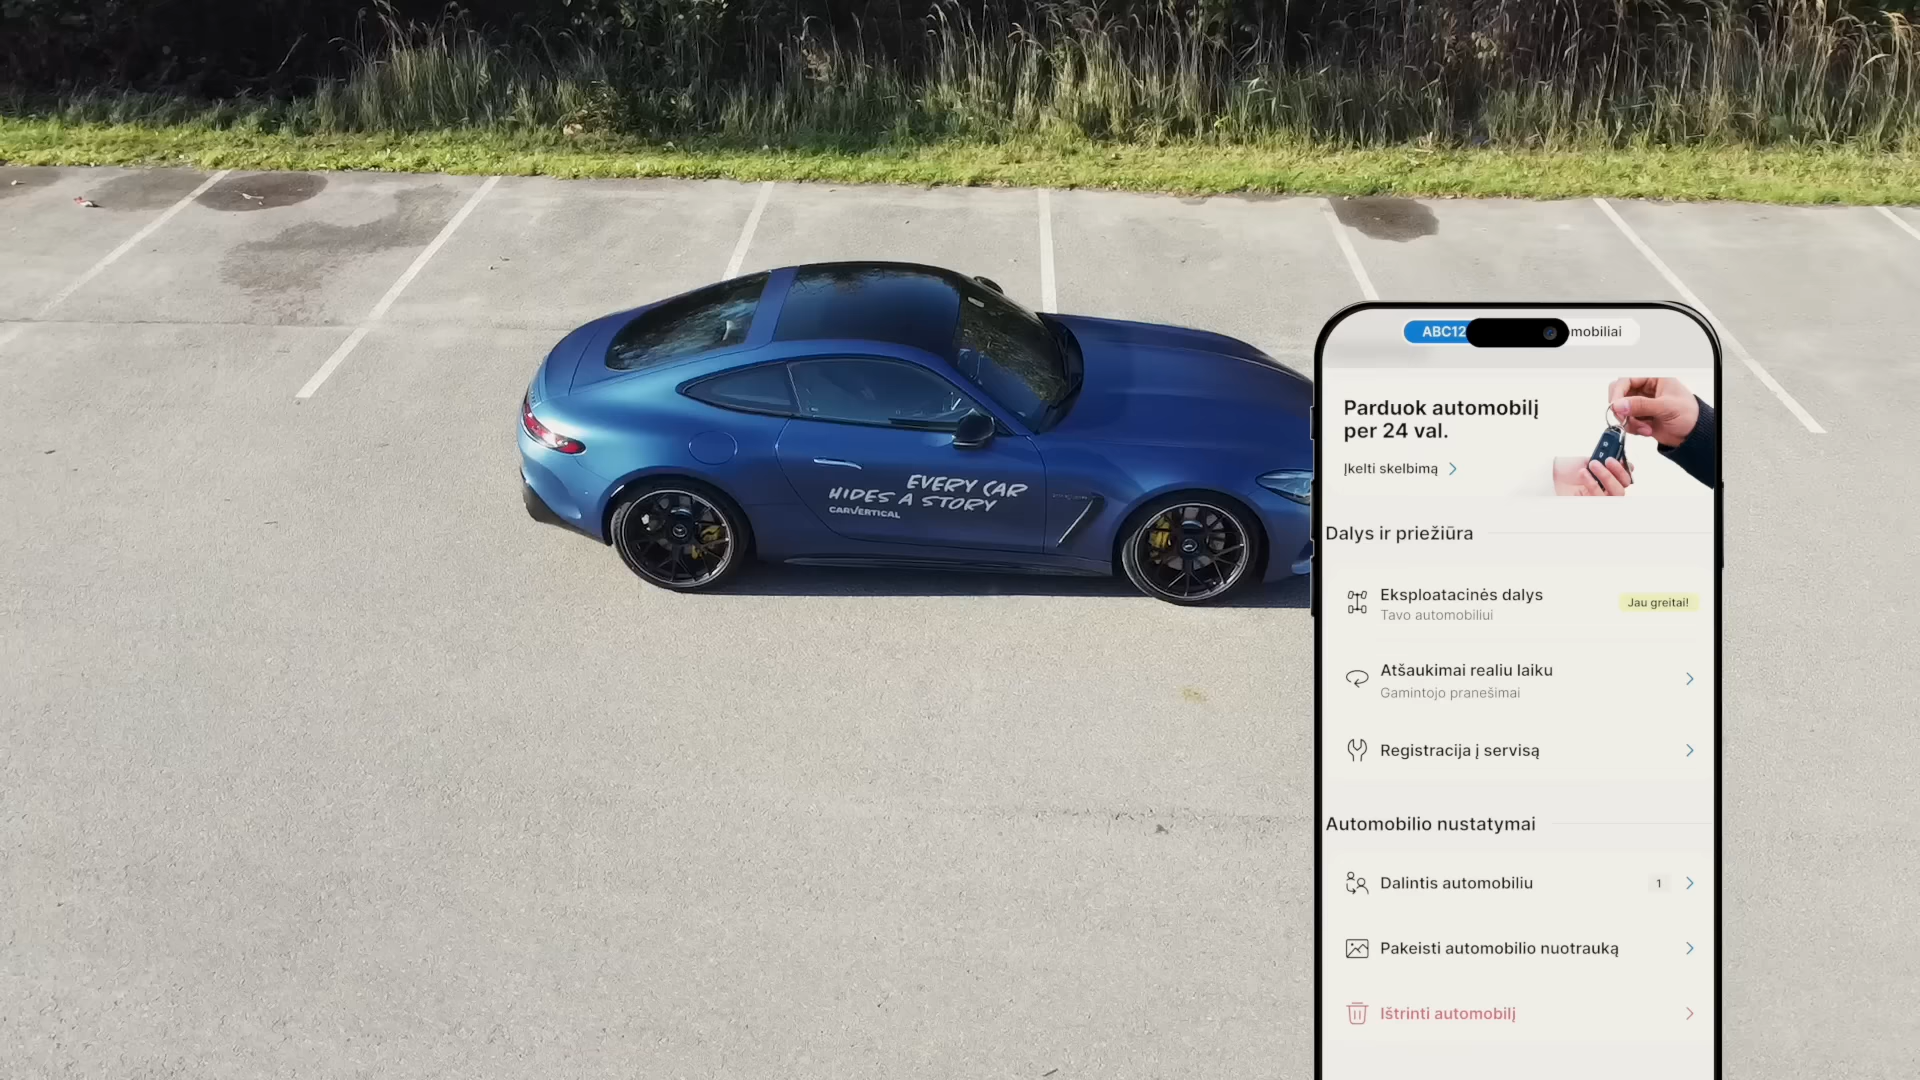 EVERY CAR
HIDES A STORY
CARVERTICAL
ABC12
mobiliai
Parduok automobilį
per 24 val.
Įkelti skelbimą
Dalys ir priežiūra
Eksploatacinės dalys
Tavo automobiliui
Jau greitai!
Atšaukimai realiu laiku
Gamintojo pranešimai
Registracija į servisą
Automobilio nustatymai
Dalintis automobiliu
1
Pakeisti automobilio nuotrauką
Ištrinti automobilį